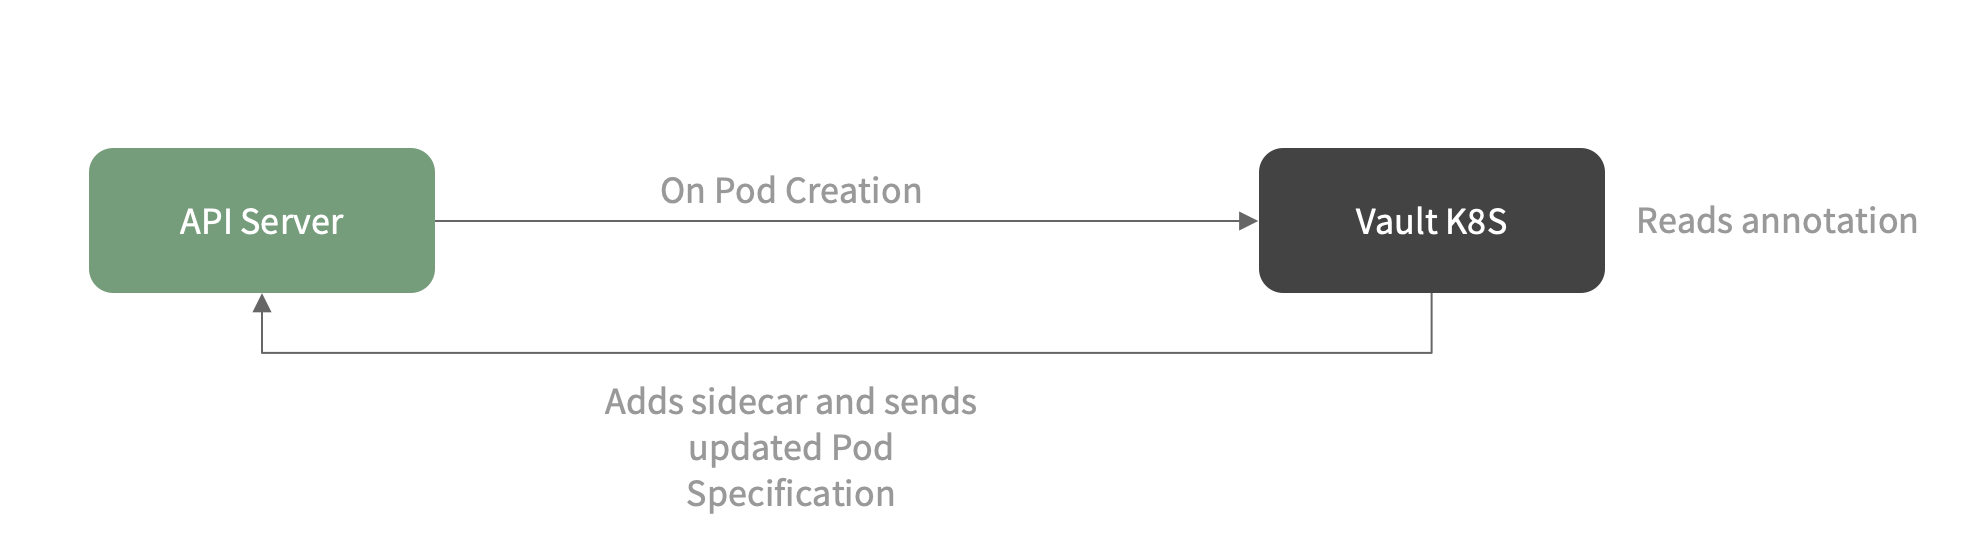 On Pod Creation
API Server
Vault K8S
Reads annotation
Adds sidecar and sends
updated Pod
Specification